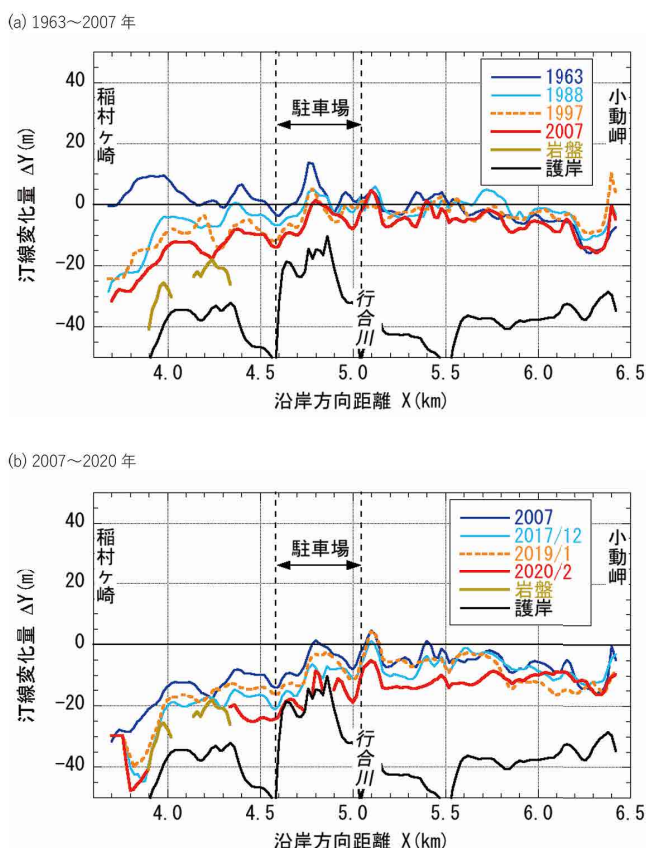 (a) 1963～2007 年
汀線変化量 ΔY(m)
40
20
0
-20
-40
稲村ヶ崎
駐車場
1963
1988
1997
2007
岩盤
護岸
小動岬
行合川
4.0
4.5
5.0
5.5
6.0
6.5
沿岸方向距離 X(km)
(b) 2007～2020 年
汀線変化量 ΔY(m)
40
20
0
-20
-40
稲村ヶ崎
駐車場
2007
2017/12
2019/1
2020/2
岩盤
護岸
小動岬
行合川
4.0
4.5
5.0
5.5
6.0
6.5
沿岸方向距離 X(km)